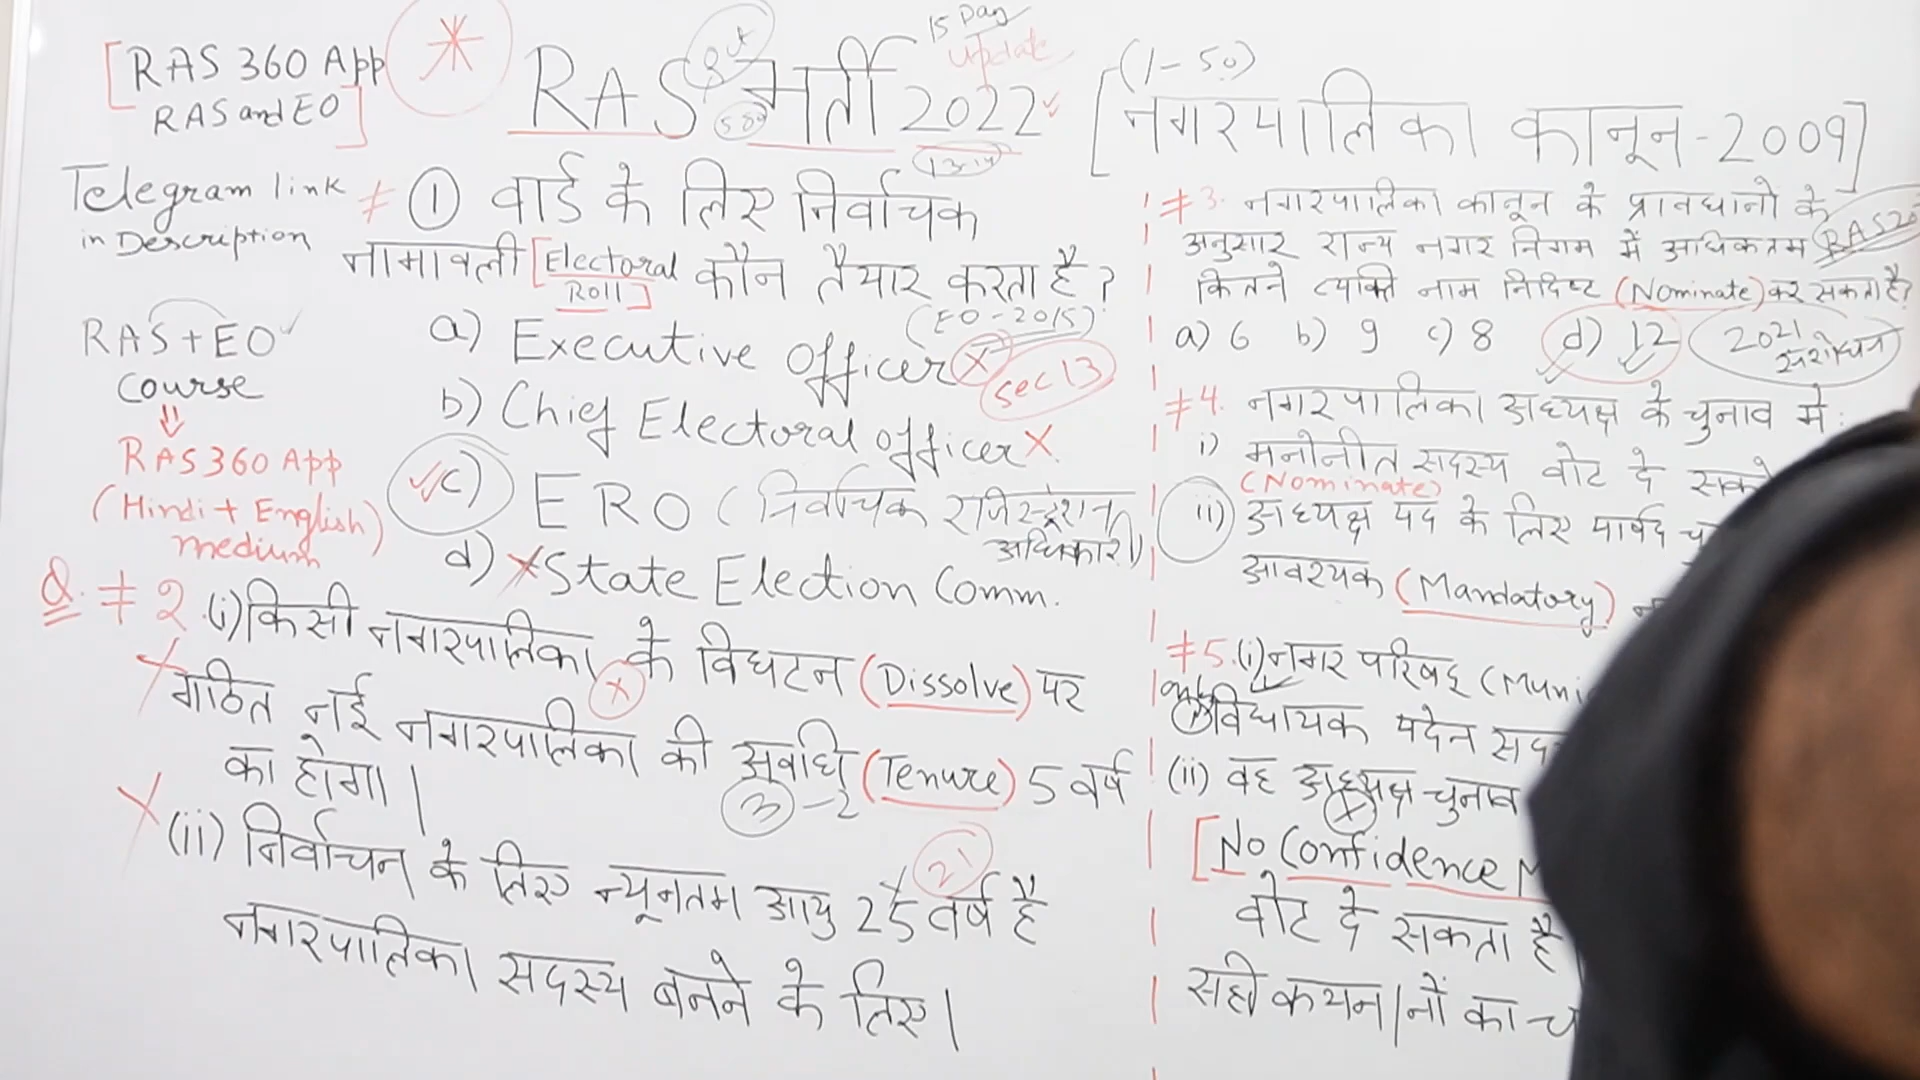 [RAS 360 App
RAS and EO]
RAS भर्ती 2022
15 Day
update
(1-50)
[नगरपालिका कानून-2009]
Telegram link
in Description
RAS+EO
Course
RAS360 App
(Hindi + English)
medium
≠ ① वार्ड के लिए निर्वाचक
नामावली [Electoral
Roll] कौन तैयार करता है?
(EO-2015)
a) Executive officer X
Sec 13
b) Chief Electoral officer X
c) ERO (निर्वाचक रजिस्ट्रेशन
अधिकारी)
d) X State Election Comm.
Q. ≠ 2 (i) किसी नगरपालिका के विघटन (Dissolve) पर
गठित नई नगरपालिका की अवधि (Tenure) 5 वर्ष
का होगा।
3-2
(ii) निर्वाचन के लिए न्यूनतम आयु 25 वर्ष है
21
नगरपालिका सदस्य बनने के लिए।
≠3. नगरपालिका कानून के प्रावधानो के
अनुसार राज्य नगर निगम में अधिकतम
कितने व्यक्ति नाम निर्दिष्ट (Nominate) कर सकता है?
a) 6 b) 9 c) 8 d) 12
2021
संशोधन
≠4. नगरपालिका अध्यक्ष के चुनाव में:
i) मनोनीत सदस्य वोट दे सकते
(Nominate)
ii) अध्यक्ष पद के लिए पार्षद
आवश्यक (Mandatory)
≠5. (i) नगर परिषद् (Muni
विधायक पदेन
(ii) वह अध्यक्ष चुनाव
[No Confidence M
वोट दे सकता है
सही कथन/नों का